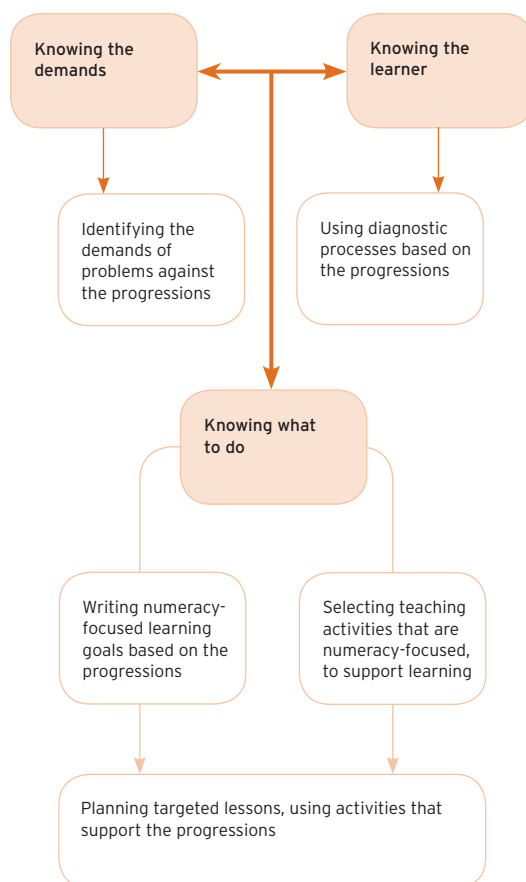 Knowing the
demands
Knowing the
learner
Identifying the
demands of
problems against
the progressions
Using diagnostic
processes based on
the progressions
Knowing what
to do
Writing numeracy-
focused learning
goals based on the
progressions
Selecting teaching
activities that are
numeracy-focused,
to support learning
Planning targeted lessons, using activities that
support the progressions